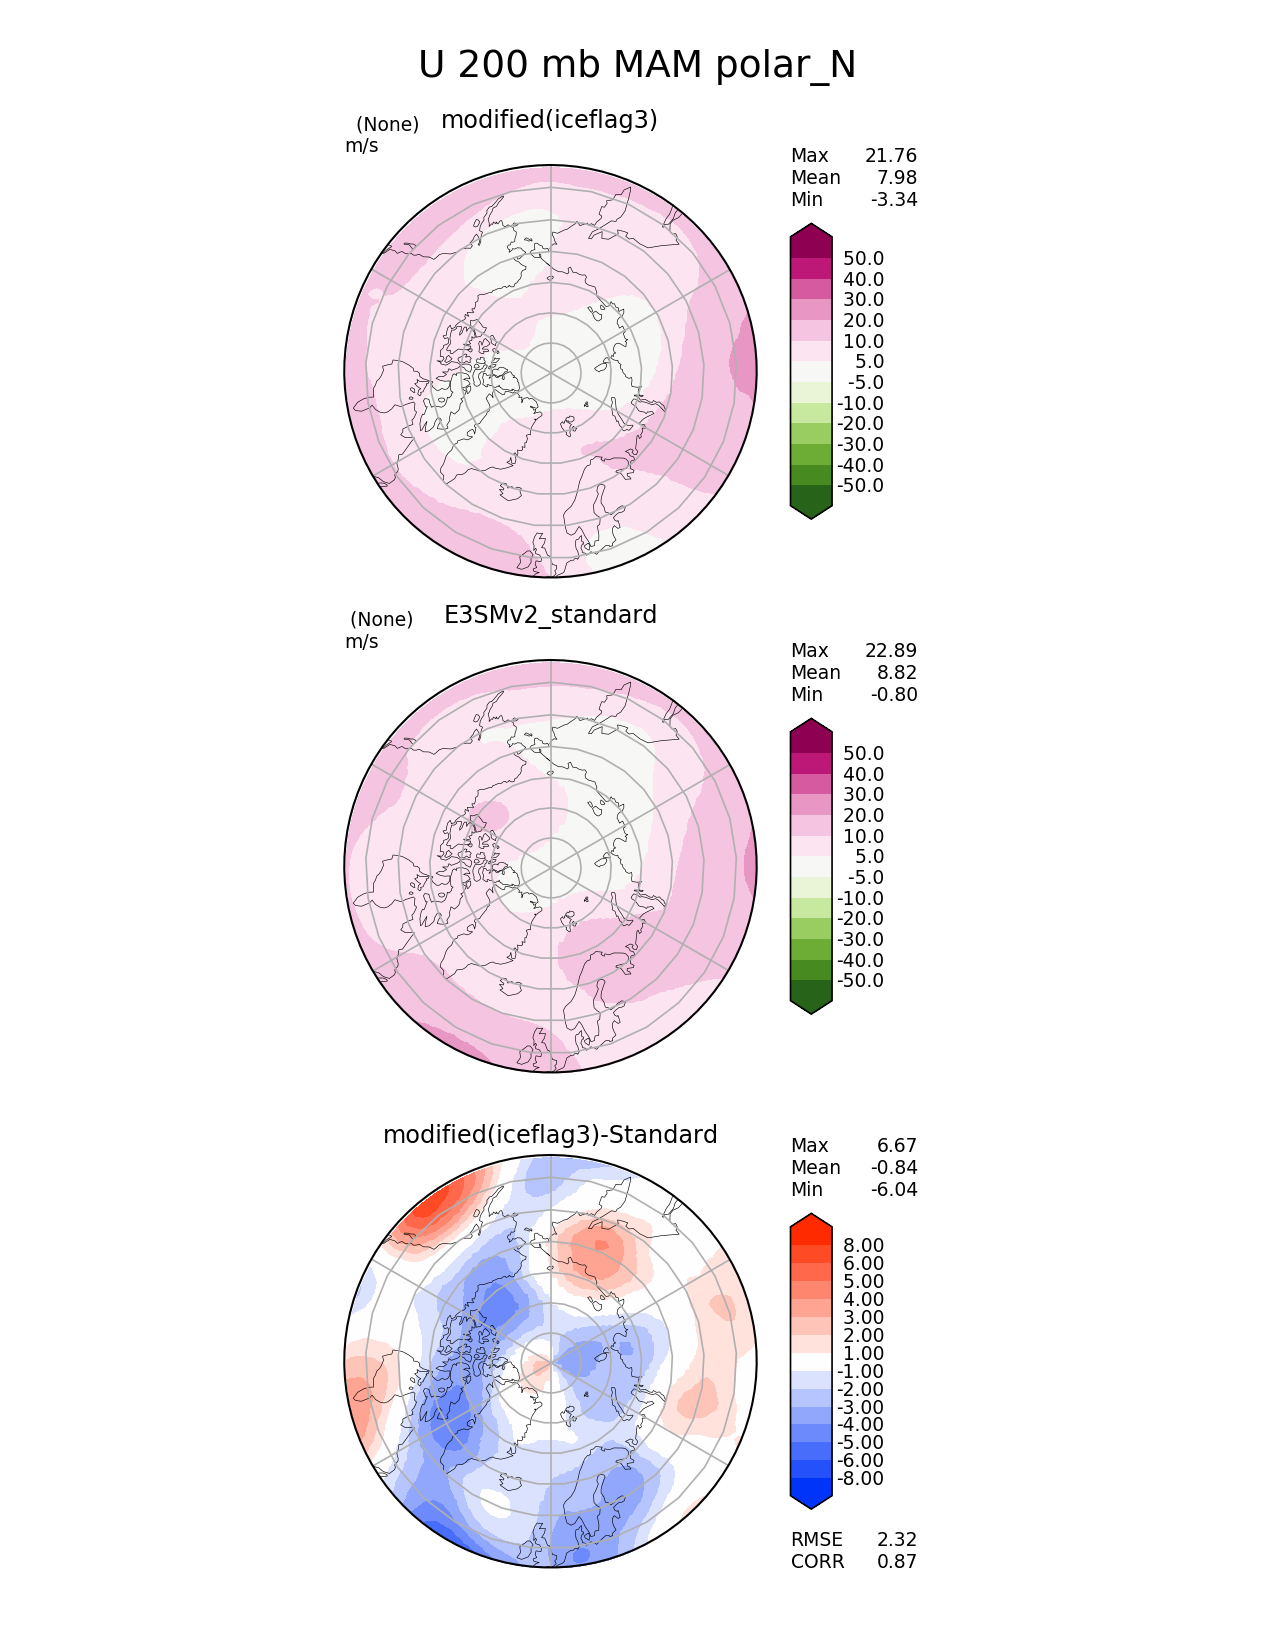 U 200 mb MAM polar_N
(None)
modified(iceflag3)
m/s
Max 21.76
Mean 7.98
Min -3.34
50.0
40.0
30.0
20.0
10.0
5.0
-5.0
-10.0
-20.0
-30.0
-40.0
-50.0
(None)
E3SMv2_standard
m/s
Max 22.89
Mean 8.82
Min -0.80
50.0
40.0
30.0
20.0
10.0
5.0
-5.0
-10.0
-20.0
-30.0
-40.0
-50.0
modified(iceflag3)-Standard
Max 6.67
Mean -0.84
Min -6.04
8.00
6.00
5.00
4.00
3.00
2.00
1.00
-1.00
-2.00
-3.00
-4.00
-5.00
-6.00
-8.00
RMSE 2.32
CORR 0.87